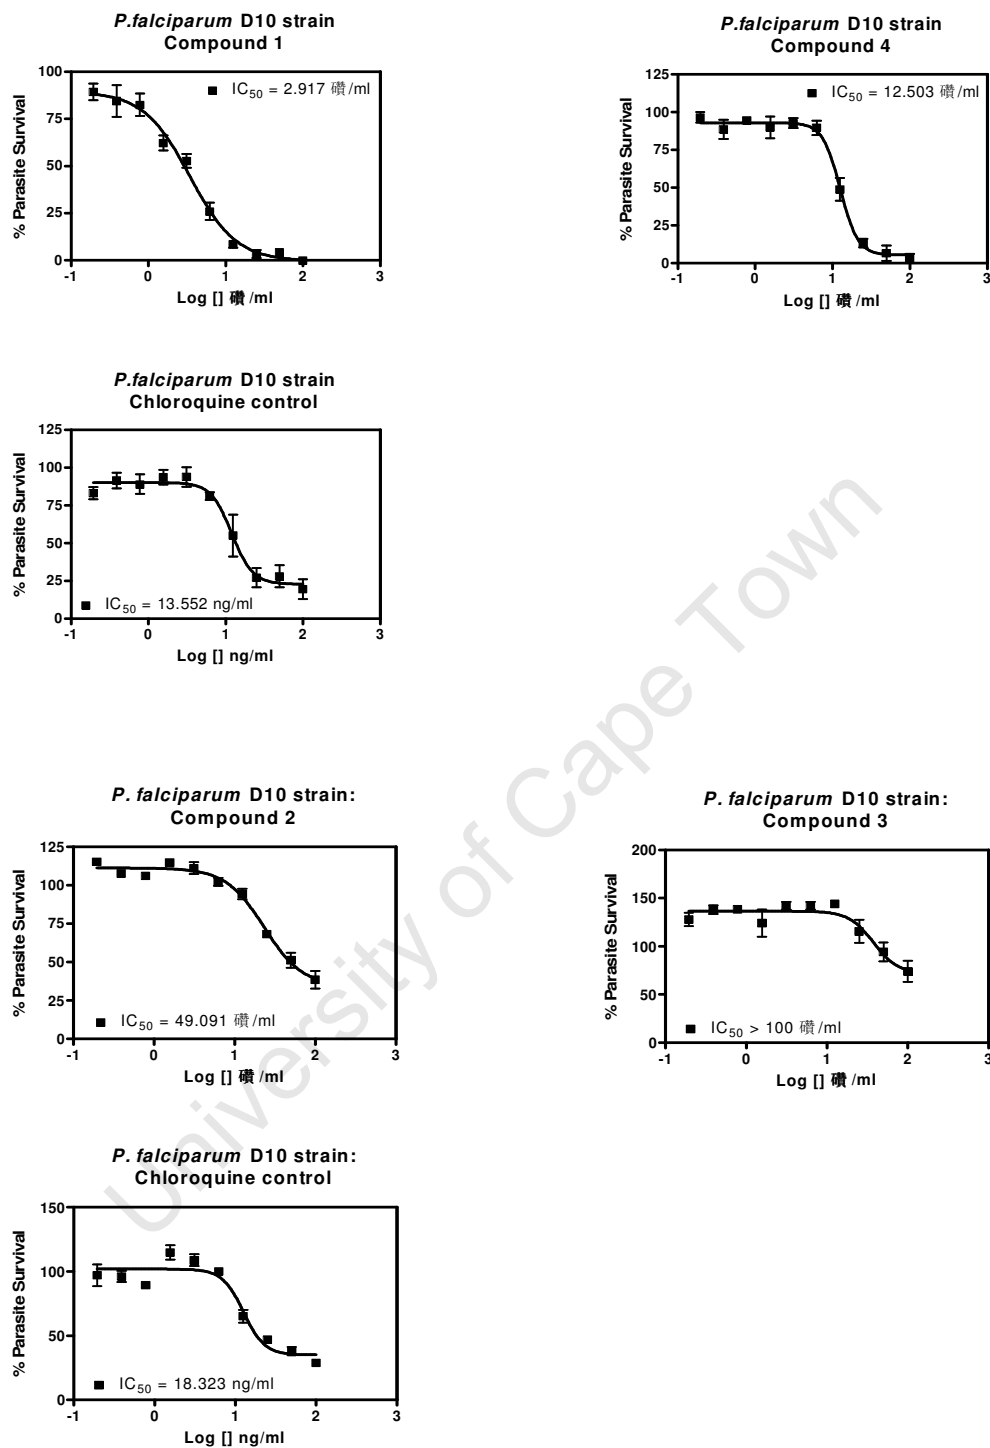 P.falciparum D10 strain
Compound 1
100
75
50
25
0
% Parasite Survival
IC50 = 2.917 礸/ml
-1 0 1 2 3
Log [] 礸 /ml
P.falciparum D10 strain
Compound 4
125
100
75
50
25
0
% Parasite Survival
IC50 = 12.503 礸/ml
-1 0 1 2 3
Log [] 礸 /ml
P.falciparum D10 strain
Chloroquine control
125
100
75
50
25
0
% Parasite Survival
IC50 = 13.552 ng/ml
-1 0 1 2 3
Log [] ng/ml
P. falciparum D10 strain:
Compound 2
125
100
75
50
25
0
% Parasite Survival
IC50 = 49.091 礸/ml
-1 0 1 2 3
Log [] 礸 /ml
P. falciparum D10 strain:
Compound 3
200
150
100
50
0
% Parasite Survival
IC50 > 100 礸/ml
-1 0 1 2 3
Log [] 礸 /ml
P. falciparum D10 strain:
Chloroquine control
150
100
50
0
% Parasite Survival
IC50 = 18.323 ng/ml
-1 0 1 2 3
Log [] ng/ml
University of Cape Town